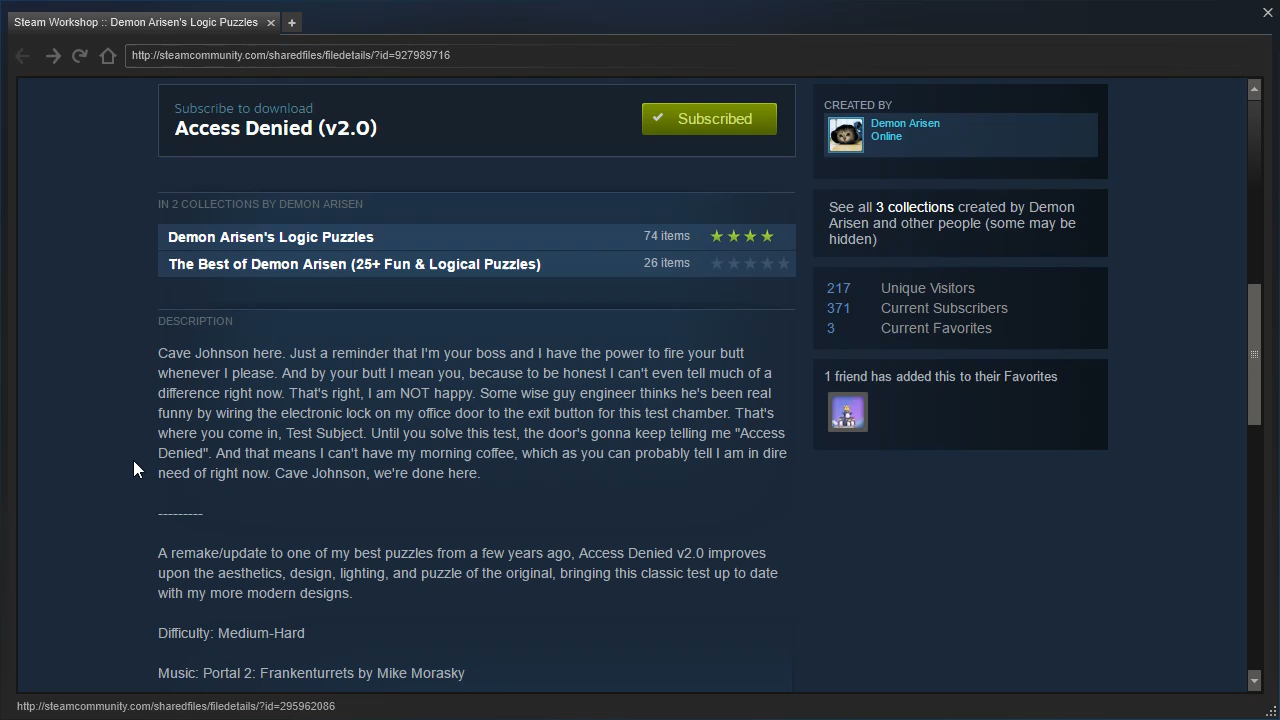 Steam Workshop :: Demon Arisen's Logic Puzzles
http://steamcommunity.com/sharedfiles/filedetails/?id=927989716
Subscribe to download
Access Denied (v2.0)
Subscribed
IN 2 COLLECTIONS BY DEMON ARISEN
Demon Arisen's Logic Puzzles 74 items
The Best of Demon Arisen (25+ Fun & Logical Puzzles) 26 items
DESCRIPTION
Cave Johnson here. Just a reminder that I'm your boss and I have the power to fire your butt
whenever I please. And by your butt I mean you, because to be honest I can't even tell much of a
difference right now. That's right, I am NOT happy. Some wise guy engineer thinks he's been real
funny by wiring the electronic lock on my office door to the exit button for this test chamber. That's
where you come in, Test Subject. Until you solve this test, the door's gonna keep telling me "Access
Denied". And that means I can't have my morning coffee, which as you can probably tell I am in dire
need of right now. Cave Johnson, we're done here.
---------
A remake/update to one of my best puzzles from a few years ago, Access Denied v2.0 improves
upon the aesthetics, design, lighting, and puzzle of the original, bringing this classic test up to date
with my more modern designs.
Difficulty: Medium-Hard
Music: Portal 2: Frankenturrets by Mike Morasky
CREATED BY
Demon Arisen
Online
See all 3 collections created by Demon
Arisen and other people (some may be
hidden)
217 Unique Visitors
371 Current Subscribers
3 Current Favorites
1 friend has added this to their Favorites
http://steamcommunity.com/sharedfiles/filedetails/?id=295962086